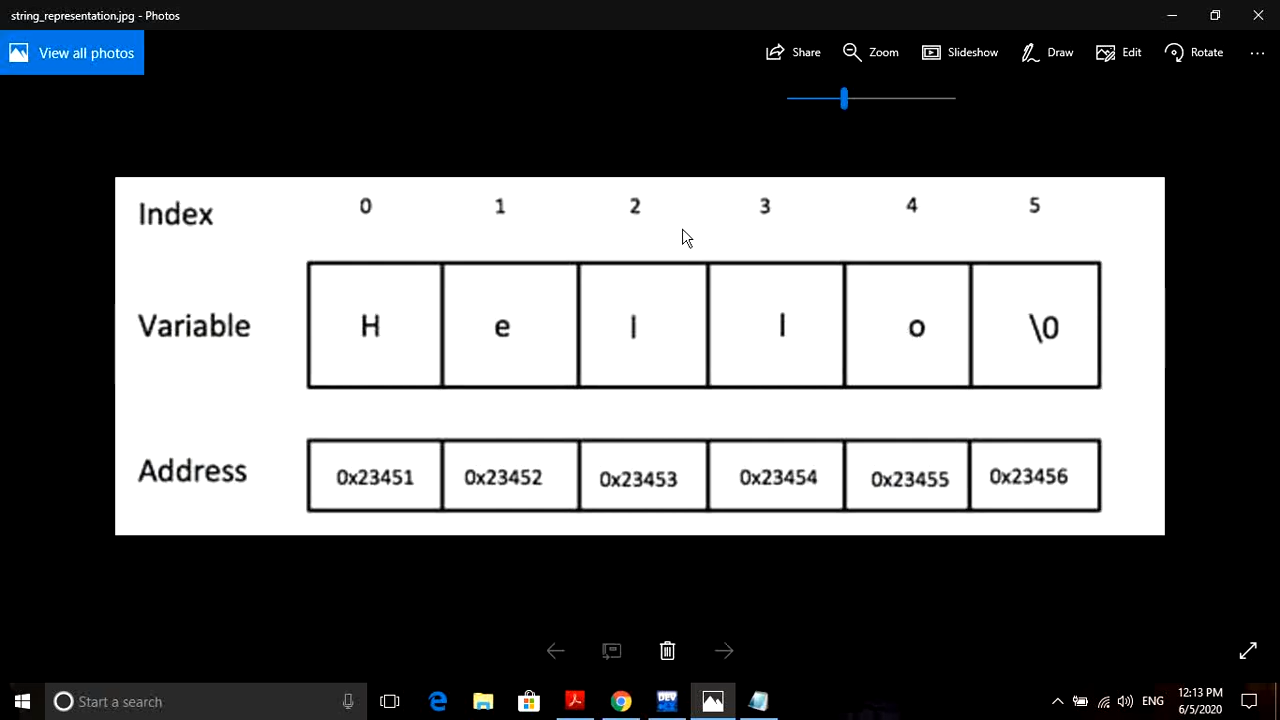 string_representation.jpg - Photos
View all photos
Share Zoom Slideshow Draw Edit Rotate
Index 0 1 2 3 4 5
Variable H e l l o \0
Address 0x23451 0x23452 0x23453 0x23454 0x23455 0x23456
DEV
Start a search
ENG
12:13 PM
6/5/2020